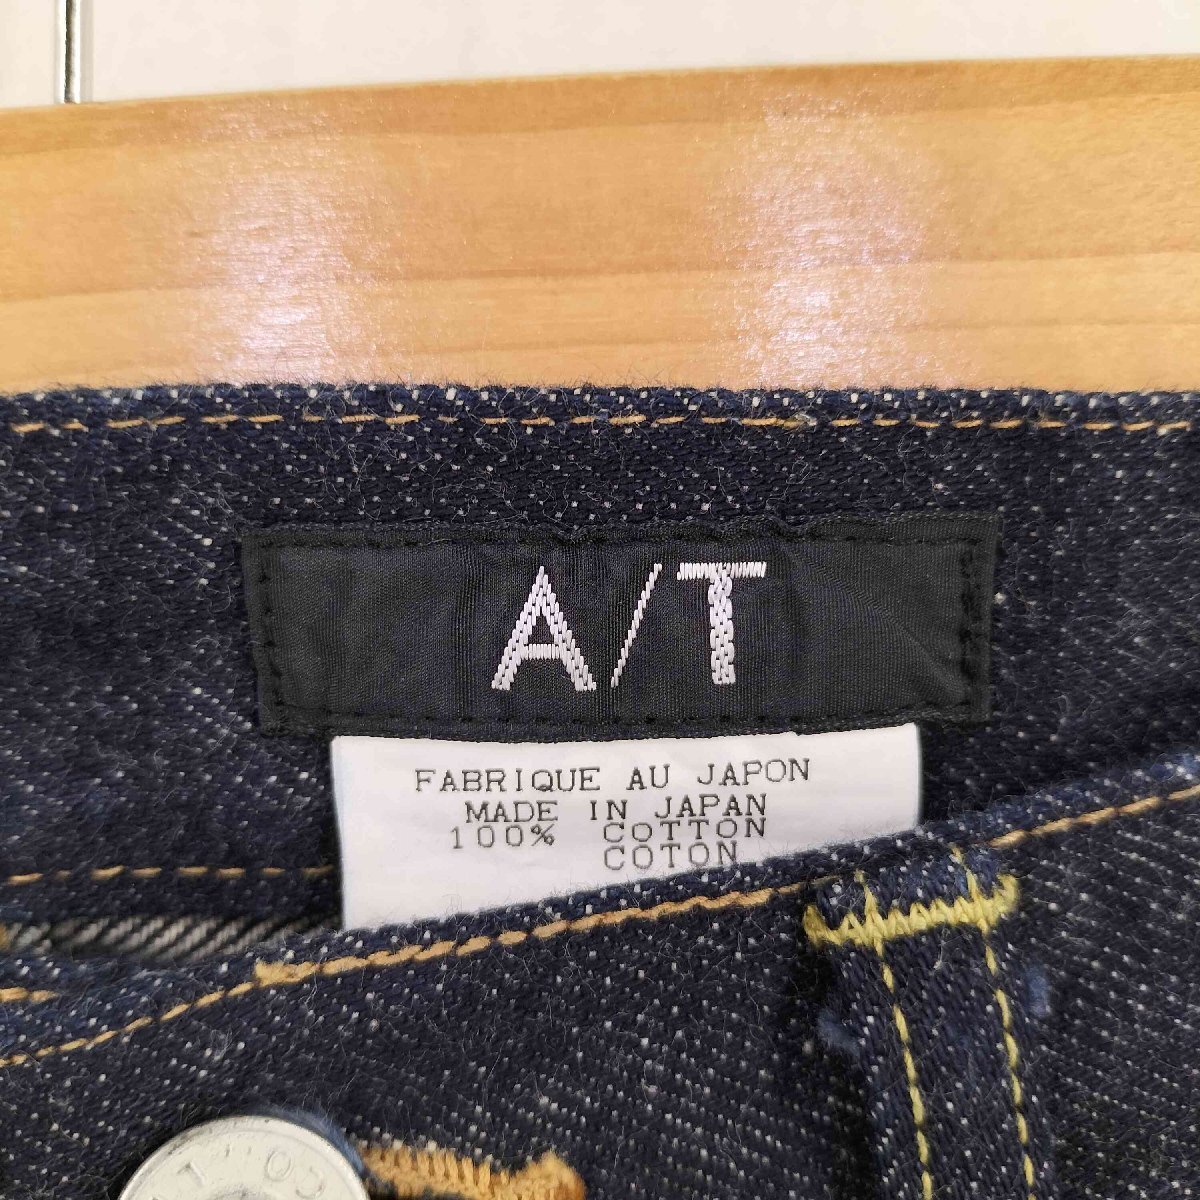 A/T
FABRIQUE AU JAPON
MADE IN JAPAN
100% COTTON
COTON